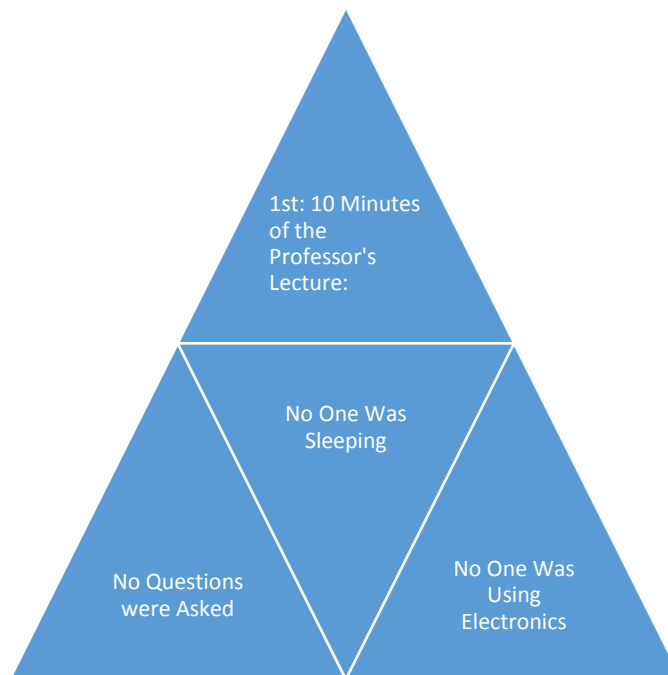 1st: 10 Minutes
of the
Professor's
Lecture:
No One Was
Sleeping
No Questions
were Asked
No One Was
Using
Electronics